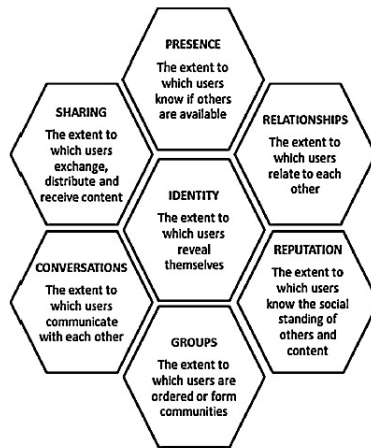 PRESENCE
The extent to
which users
know if others
are available
SHARING
The extent to
which users
exchange,
distribute and
receive content
RELATIONSHIPS
The extent to
which users
relate to each
other
IDENTITY
The extent to
which users
reveal
themselves
CONVERSATIONS
The extent to
which users
communicate
with each other
REPUTATION
The extent to
which users
know the social
standing of
others and
content
GROUPS
The extent to
which users are
ordered or form
communities